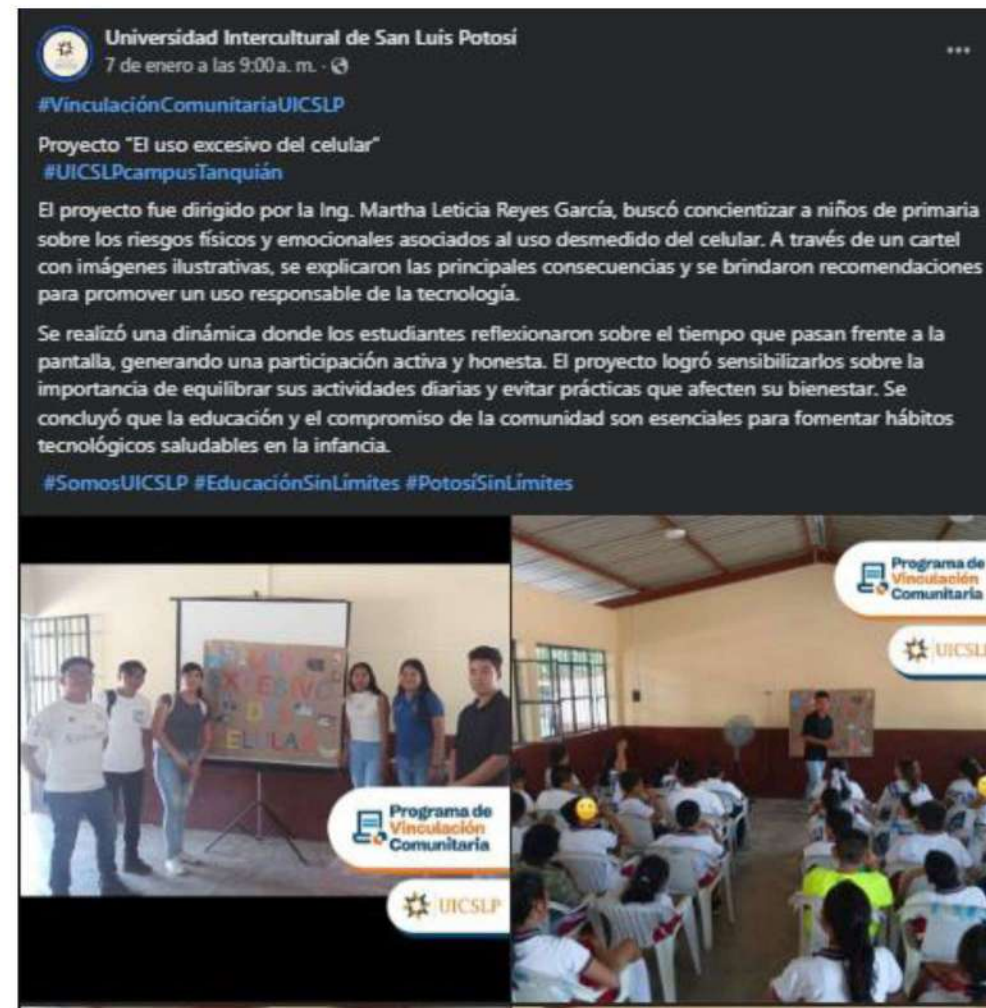 Universidad Intercultural de San Luis Potosí
7 de enero a las 9:00 a. m. ·
#VinculaciónComunitariaUICSLP
Proyecto "El uso excesivo del celular"
#UICSLPcampusTanquián
El proyecto fue dirigido por la Ing. Martha Leticia Reyes García, buscó concientizar a niños de primaria
sobre los riesgos físicos y emocionales asociados al uso desmedido del celular. A través de un cartel
con imágenes ilustrativas, se explicaron las principales consecuencias y se brindaron recomendaciones
para promover un uso responsable de la tecnología.
Se realizó una dinámica donde los estudiantes reflexionaron sobre el tiempo que pasan frente a la
pantalla, generando una participación activa y honesta. El proyecto logró sensibilizarlos sobre la
importancia de equilibrar sus actividades diarias y evitar prácticas que afecten su bienestar. Se
concluyó que la educación y el compromiso de la comunidad son esenciales para fomentar hábitos
tecnológicos saludables en la infancia.
#SomosUICSLP #EducaciónSinLímites #PotosíSinLímites
EXCESIVO
Programa de
Vinculación
Comunitaria
UICSLP
Programa de
Vinculación
Comunitaria
UICSL